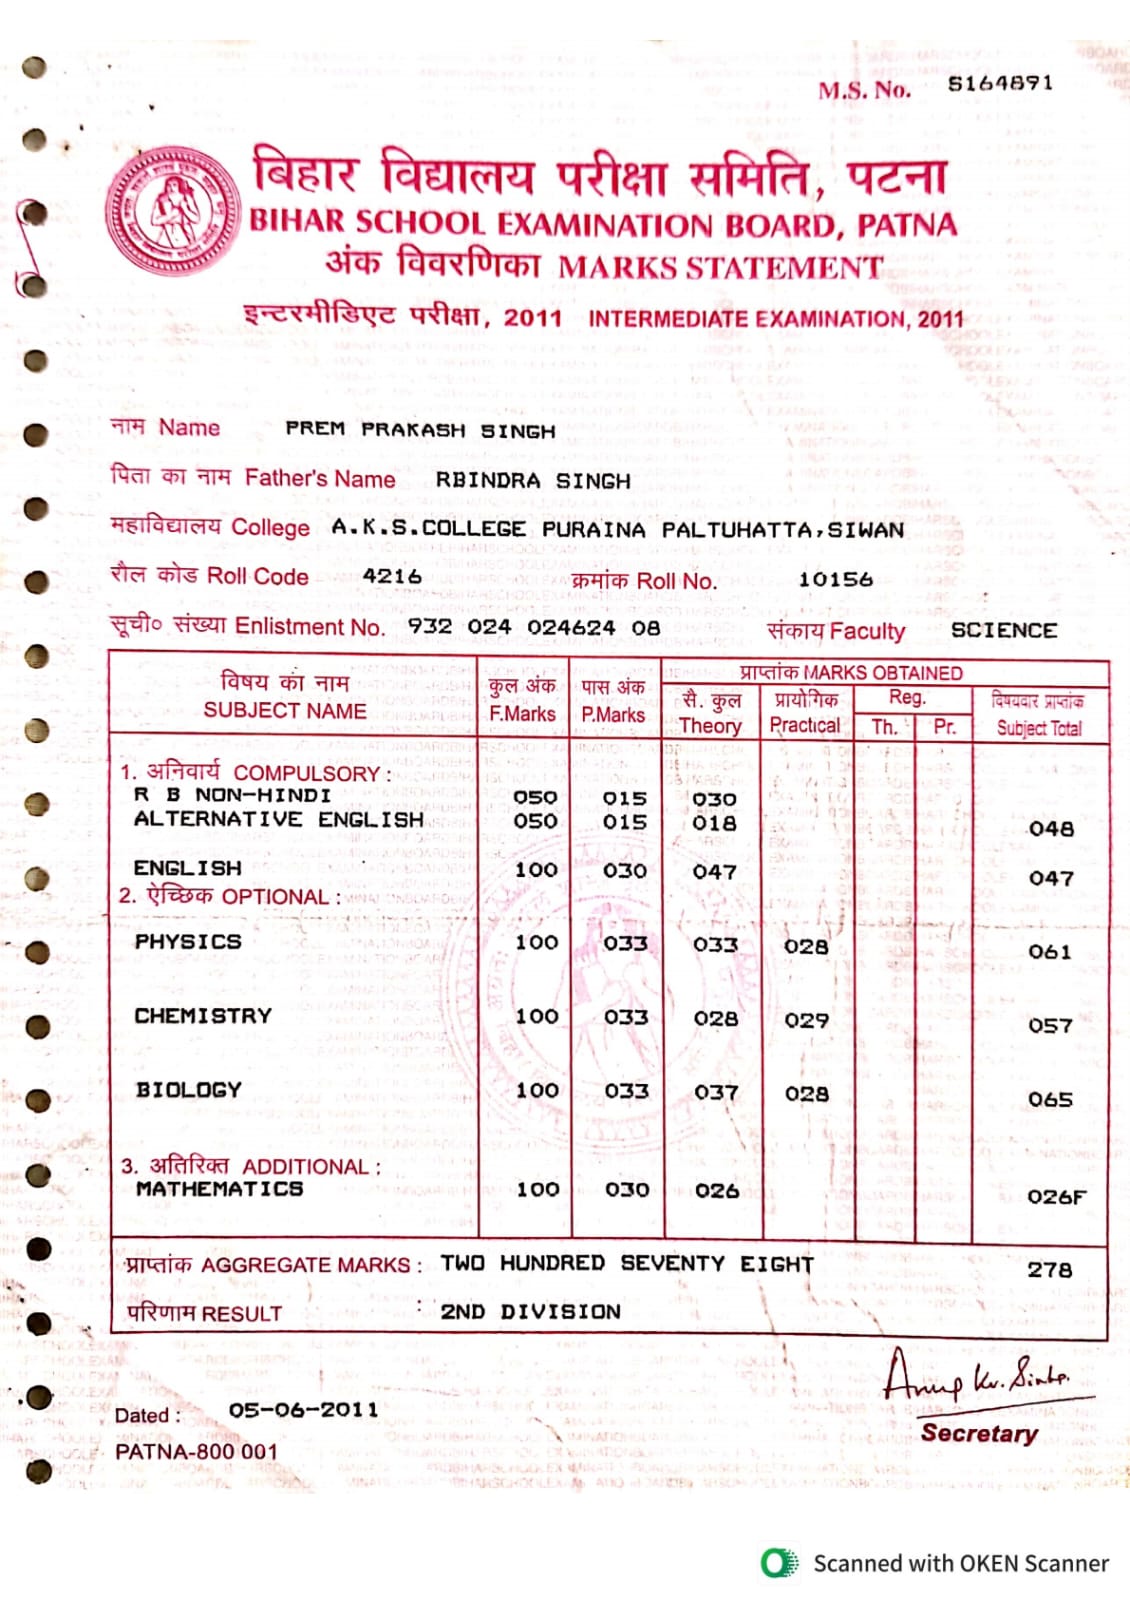 M.S. No. S164891
बिहार विद्यालय परीक्षा समिति, पटना
BIHAR SCHOOL EXAMINATION BOARD, PATNA
अंक विवरणिका MARKS STATEMENT
इन्टरमीडिएट परीक्षा, 2011 INTERMEDIATE EXAMINATION, 2011
नाम Name PREM PRAKASH SINGH
पिता का नाम Father's Name RBINDRA SINGH
महाविद्यालय College A.K.S.COLLEGE PURAINA PALTUHATTA,SIWAN
रौल कोड Roll Code 4216 क्रमांक Roll No. 10156
सूची० संख्या Enlistment No. 932 024 024624 08 संकाय Faculty SCIENCE
विषय का नाम कुल अंक पास अंक प्राप्तांक MARKS OBTAINED
SUBJECT NAME F.Marks P.Marks सै. कुल Theory प्रायोगिक Practical Reg. Th. Pr. विषयवार प्राप्तांक Subject Total
1. अनिवार्य COMPULSORY :
R B NON-HINDI 050 015 030
ALTERNATIVE ENGLISH 050 015 018 048
ENGLISH 100 030 047 047
2. ऐच्छिक OPTIONAL :
PHYSICS 100 033 033 028 061
CHEMISTRY 100 033 028 029 057
BIOLOGY 100 033 037 028 065
3. अतिरिक्त ADDITIONAL :
MATHEMATICS 100 030 026 026F
प्राप्तांक AGGREGATE MARKS : TWO HUNDRED SEVENTY EIGHT 278
परिणाम RESULT : 2ND DIVISION
Anup Kr. Sinha
Dated : 05-06-2011
Secretary
PATNA-800 001
Scanned with OKEN Scanner